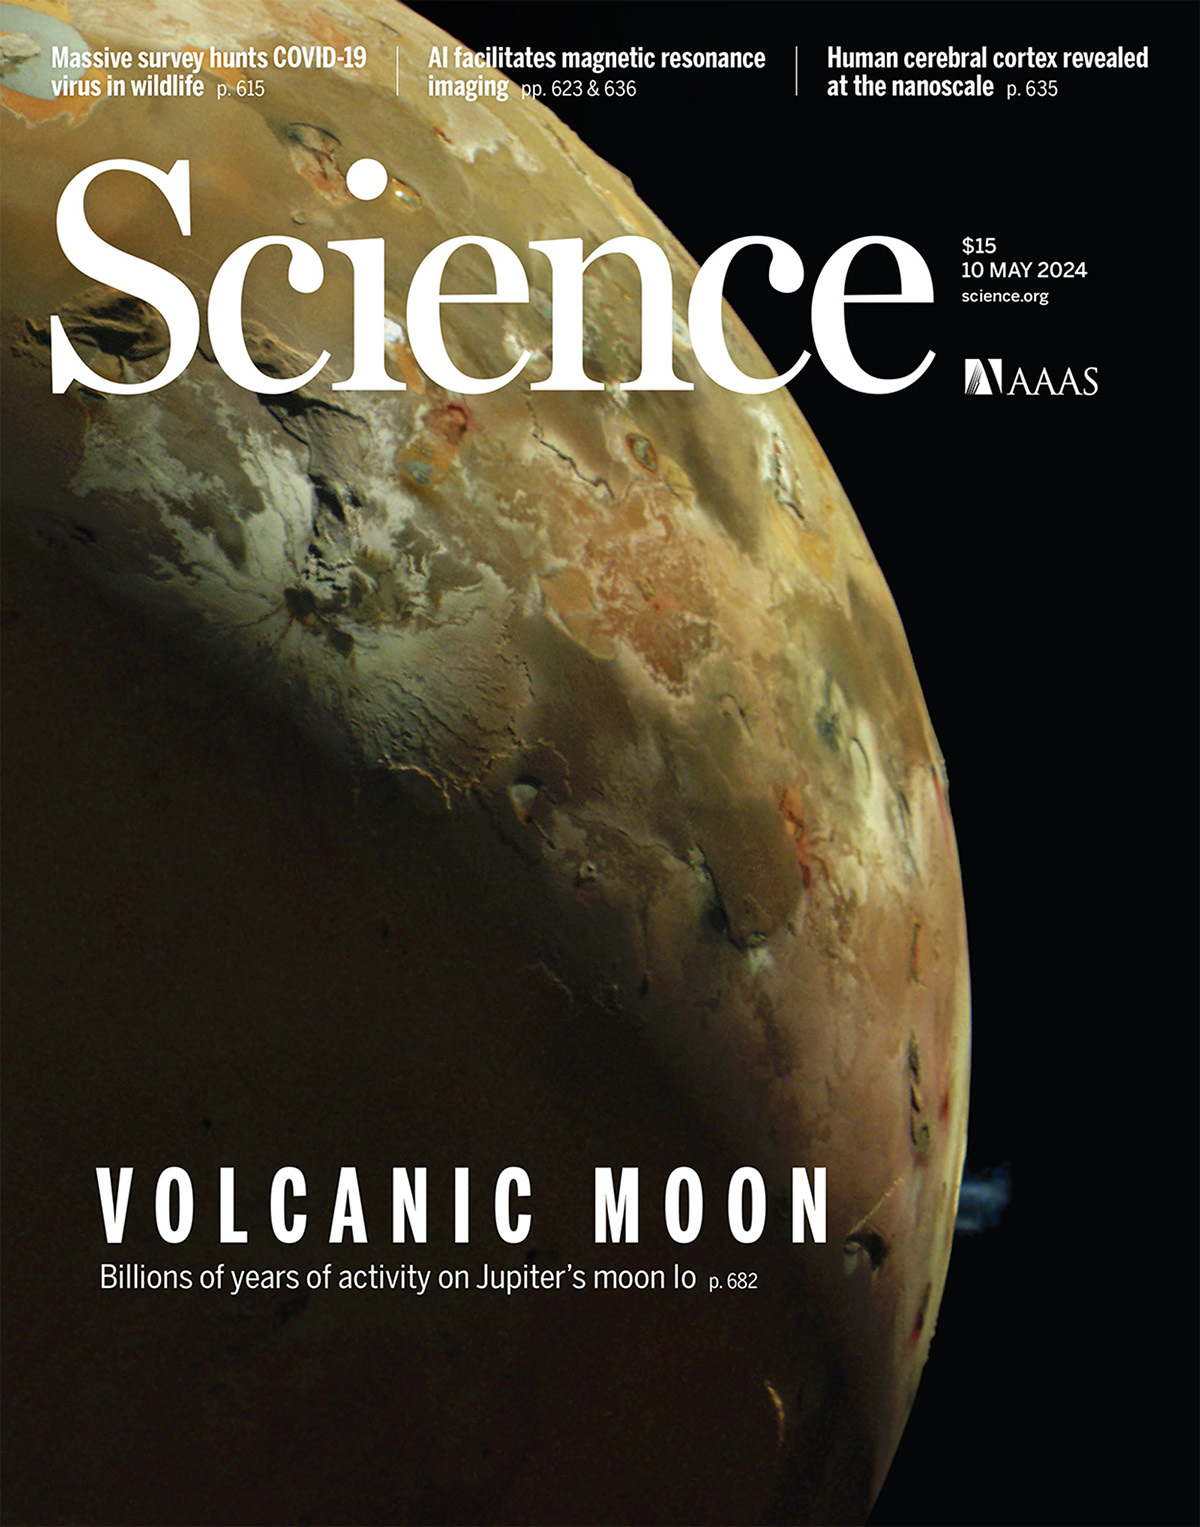 Massive survey hunts COVID-19
virus in wildlife p. 615
AI facilitates magnetic resonance
imaging pp. 623 & 636
Human cerebral cortex revealed
at the nanoscale p. 635
Science
$15
10 MAY 2024
science.org
AAAS
VOLCANIC MOON
Billions of years of activity on Jupiter’s moon Io p. 682